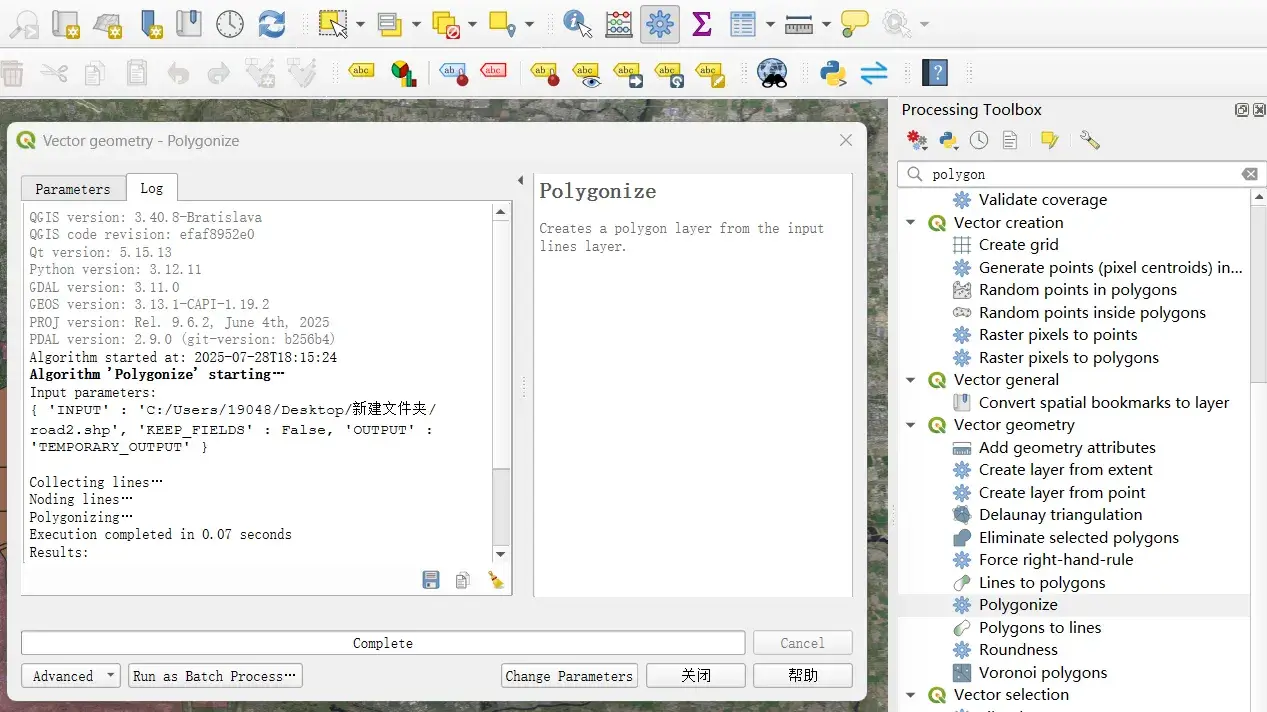 abc
ab
abc
ab
abc
abc
abc
abc
Vector geometry - Polygonize
Parameters
Log
QGIS version: 3.40.8-Bratislava
QGIS code revision: efaf8952e0
Qt version: 5.15.13
Python version: 3.12.11
GDAL version: 3.11.0
GEOS version: 3.13.1-CAPI-1.19.2
PROJ version: Rel. 9.6.2, June 4th, 2025
PDAL version: 2.9.0 (git-version: b256b4)
Algorithm started at: 2025-07-28T18:15:24
Algorithm 'Polygonize' starting…
Input parameters:
{ 'INPUT' : 'C:/Users/19048/Desktop/新建文件夹/
road2.shp', 'KEEP_FIELDS' : False, 'OUTPUT' :
'TEMPORARY_OUTPUT' }
Collecting lines…
Noding lines…
Polygonizing…
Execution completed in 0.07 seconds
Results:
Polygonize
Creates a polygon layer from the input
lines layer.
Complete
Cancel
Advanced
Run as Batch Process…
Change Parameters
关闭
帮助
Processing Toolbox
polygon
Validate coverage
Vector creation
Create grid
Generate points (pixel centroids) in...
Random points in polygons
Random points inside polygons
Raster pixels to points
Raster pixels to polygons
Vector general
Convert spatial bookmarks to layer
Vector geometry
Add geometry attributes
Create layer from extent
Create layer from point
Delaunay triangulation
Eliminate selected polygons
Force right-hand-rule
Lines to polygons
Polygonize
Polygons to lines
Roundness
Voronoi polygons
Vector selection